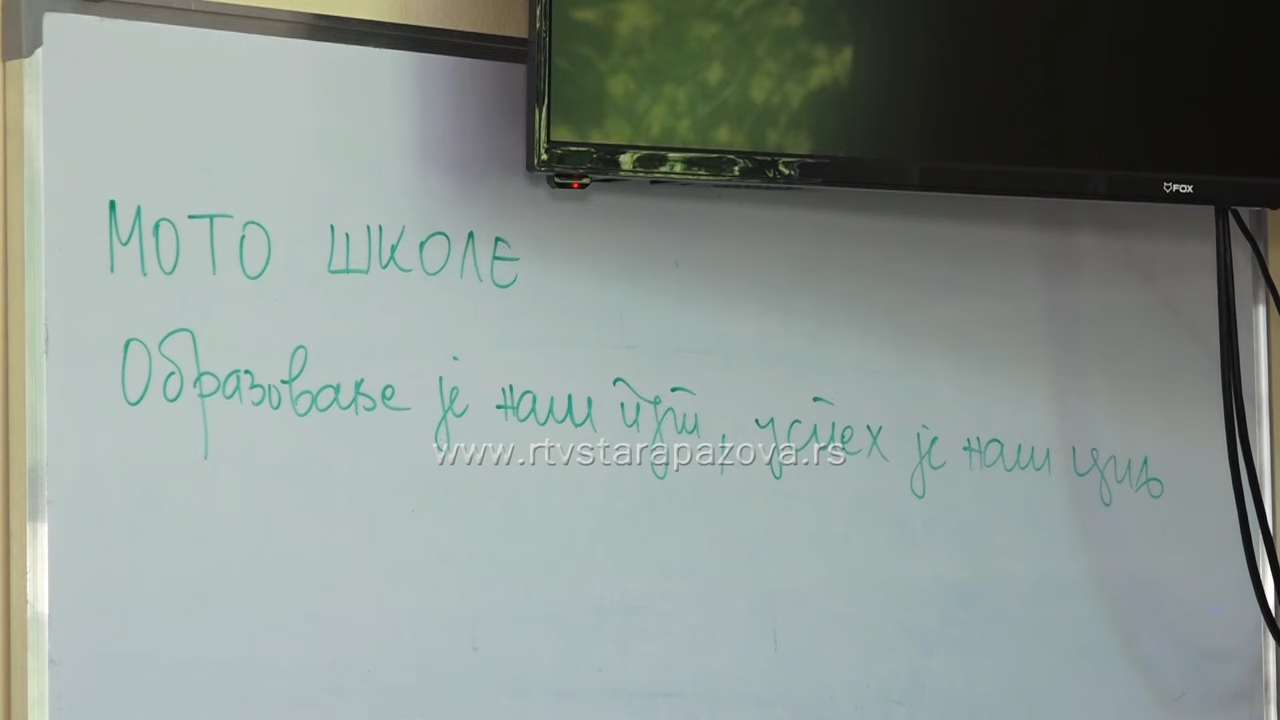 FOX
МОТО ШКОЛЕ
Образовање је наш пут, успех је наш циљ
www.rtvstarapazova.rs